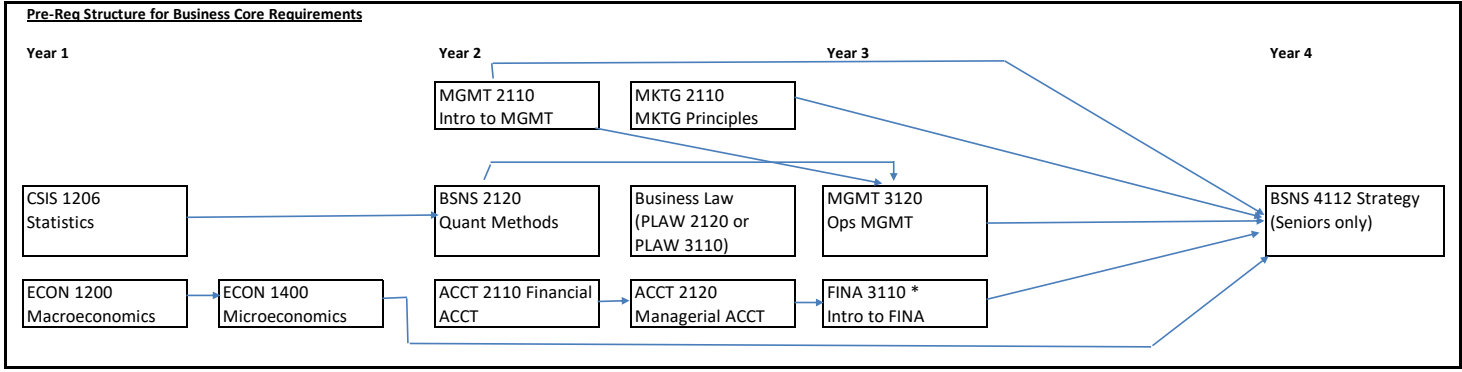 Pre-Req Structure for Business Core Requirements
Year 1
Year 2
Year 3
Year 4
MGMT 2110
Intro to MGMT
MKTG 2110
MKTG Principles
CSIS 1206
Statistics
BSNS 2120
Quant Methods
Business Law
(PLAW 2120 or
PLAW 3110)
MGMT 3120
Ops MGMT
BSNS 4112 Strategy
(Seniors only)
ECON 1200
Macroeconomics
ECON 1400
Microeconomics
ACCT 2110 Financial
ACCT
ACCT 2120
Managerial ACCT
FINA 3110 *
Intro to FINA